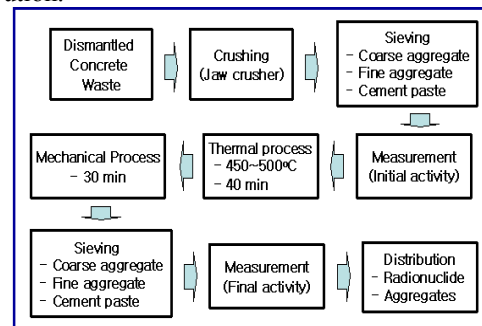 ation.
Dismantled
Concrete
Waste
Crushing
(Jaw crusher)
Sieving
- Coarse aggregate
- Fine aggregate
- Cement paste
Mechanical Process
- 30 min
Thermal process
- 450~500℃
- 40 min
Measurement
(Initial activity)
Sieving
- Coarse aggregate
- Fine aggregate
- Cement paste
Measurement
(Final activity)
Distribution
- Radionuclide
- Aggregates